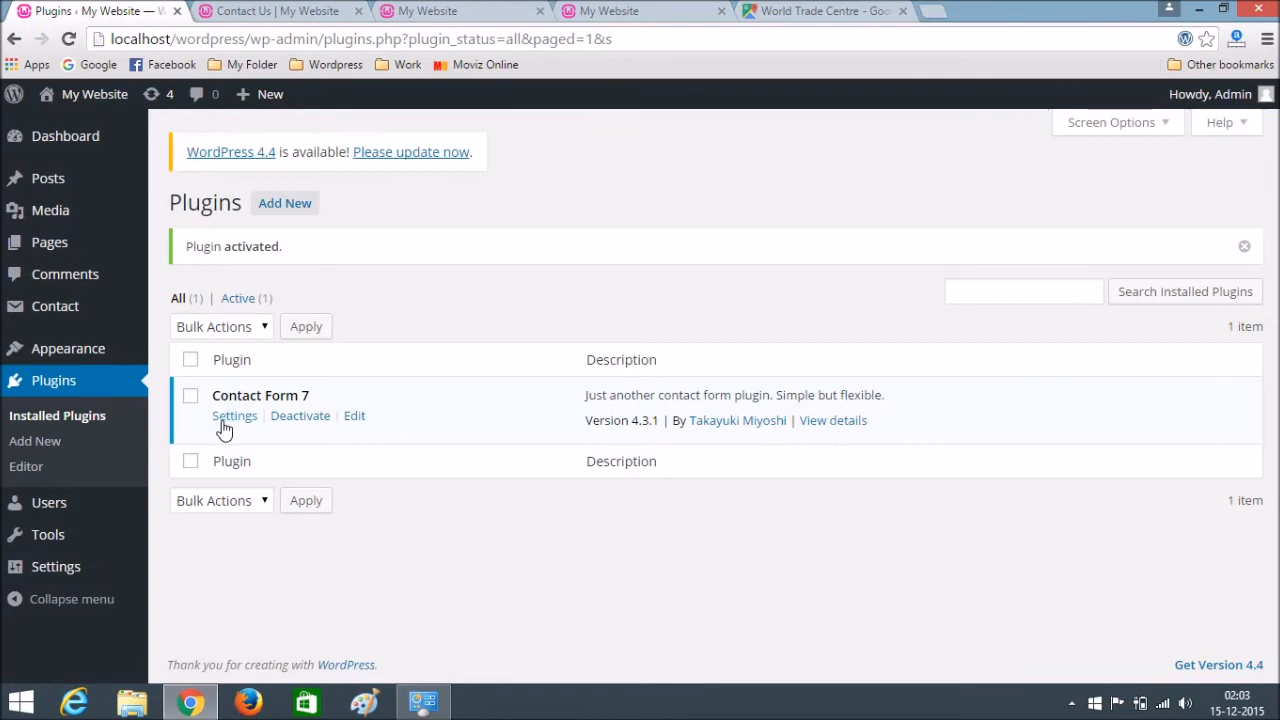 Plugins ‹ My Website — W
Contact Us | My Website
My Website
My Website
World Trade Centre - Goo
localhost/wordpress/wp-admin/plugins.php?plugin_status=all&paged=1&s
Apps
Google
Facebook
My Folder
Wordpress
Work
Moviz Online
Other bookmarks
My Website
4
0
New
Howdy, Admin
Screen Options
Help
Dashboard
Posts
Media
Pages
Comments
Contact
Appearance
Plugins
Installed Plugins
Add New
Editor
Users
Tools
Settings
Collapse menu
WordPress 4.4 is available! Please update now.
Plugins Add New
Plugin activated.
All (1) | Active (1)
Search Installed Plugins
Bulk Actions Apply
1 item
Plugin Description
Contact Form 7
Settings | Deactivate | Edit
Just another contact form plugin. Simple but flexible.
Version 4.3.1 | By Takayuki Miyoshi | View details
Plugin Description
Bulk Actions Apply
1 item
Thank you for creating with WordPress.
Get Version 4.4
02:03
15-12-2015